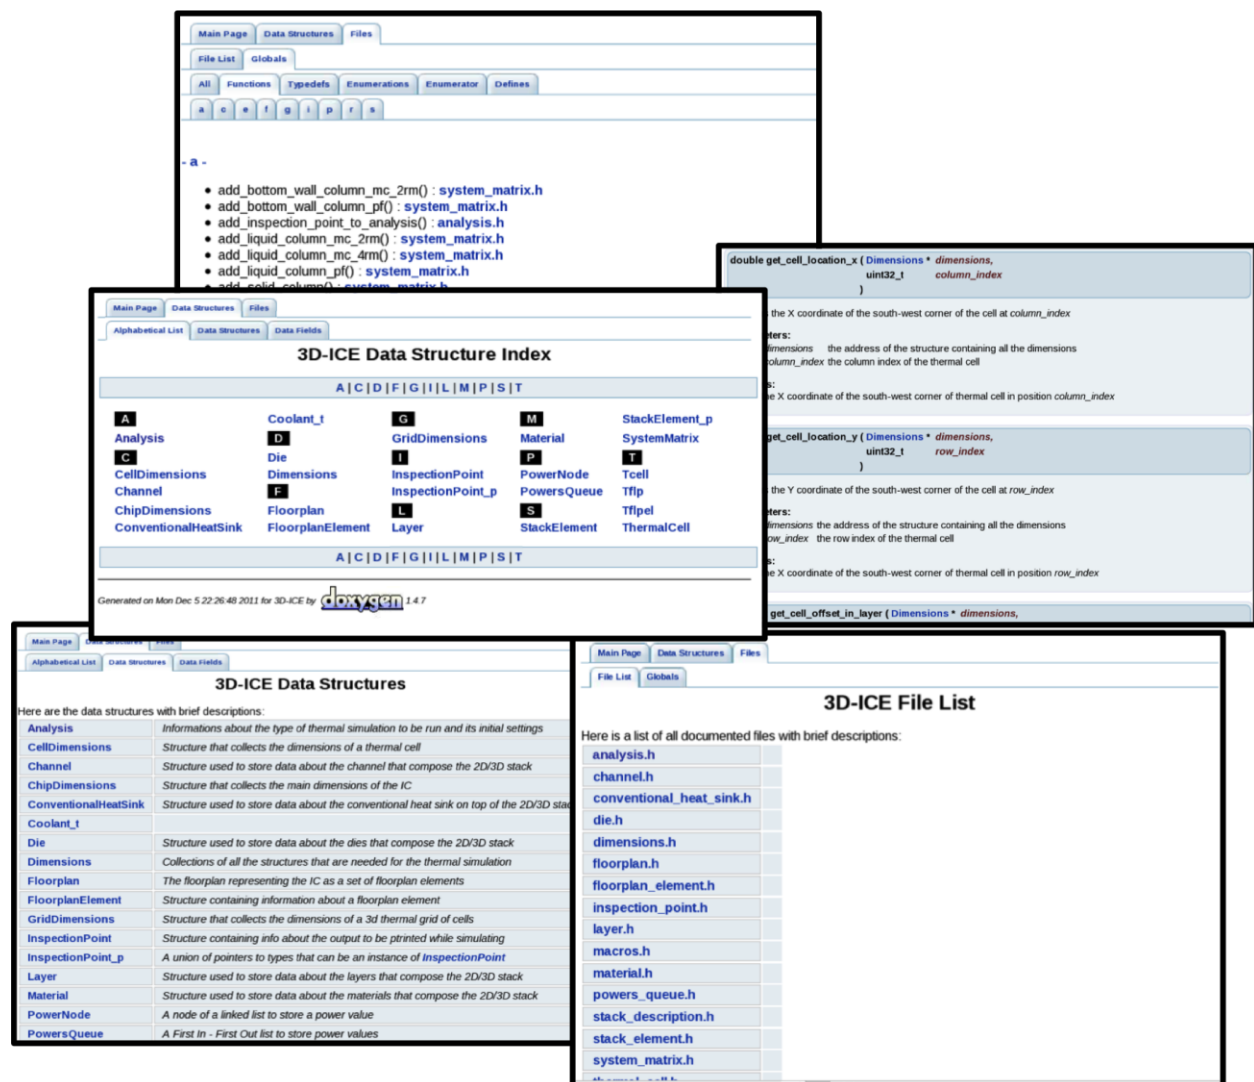 Main Page Data Structures Files
File List Globals
All Functions Typedefs Enumerations Enumerator Defines
a c e f g i p r s
- a -
• add_bottom_wall_column_mc_2rm() : system_matrix.h
• add_bottom_wall_column_pf() : system_matrix.h
• add_inspection_point_to_analysis() : analysis.h
• add_liquid_column_mc_2rm() : system_matrix.h
• add_liquid_column_mc_4rm() : system_matrix.h
• add_liquid_column_pf() : system_matrix.h
• add_solid_column() : system_matrix.h
double get_cell_location_x ( Dimensions * dimensions,
uint32_t column_index
)
the X coordinate of the south-west corner of the cell at column_index
dimensions the address of the structure containing all the dimensions
column_index the column index of the thermal cell
X coordinate of the south-west corner of thermal cell in position column_index
get_cell_location_y ( Dimensions * dimensions,
uint32_t row_index
)
the Y coordinate of the south-west corner of the cell at row_index
dimensions the address of the structure containing all the dimensions
row_index the row index of the thermal cell
X coordinate of the south-west corner of thermal cell in position row_index
get_cell_offset_in_layer ( Dimensions * dimensions,
Main Page Data Structures Files
Alphabetical List Data Structures Data Fields
3D-ICE Data Structure Index
A | C | D | F | G | I | L | M | P | S | T
A Coolant_t G M StackElement_p
Analysis D GridDimensions Material SystemMatrix
C Die I P T
CellDimensions Dimensions InspectionPoint PowerNode Tcell
Channel F InspectionPoint_p PowersQueue Tflp
ChipDimensions Floorplan L S Tflpel
ConventionalHeatSink FloorplanElement Layer StackElement ThermalCell
A | C | D | F | G | I | L | M | P | S | T
Generated on Mon Dec 5 22:26:48 2011 for 3D-ICE by doxygen 1.4.7
Main Page Data Structures Files
Alphabetical List Data Structures Data Fields
3D-ICE Data Structures
Here are the data structures with brief descriptions:
Analysis Informations about the type of thermal simulation to be run and its initial settings
CellDimensions Structure that collects the dimensions of a thermal cell
Channel Structure used to store data about the channel that compose the 2D/3D stack
ChipDimensions Structure that collects the main dimensions of the IC
ConventionalHeatSink Structure used to store data about the conventional heat sink on top of the 2D/3D
Coolant_t
Die Structure used to store data about the dies that compose the 2D/3D stack
Dimensions Collections of all the structures that are needed for the thermal simulation
Floorplan The floorplan representing the IC as a set of floorplan elements
FloorplanElement Structure containing information about a floorplan element
GridDimensions Structure that collects the dimensions of a 3d thermal grid of cells
InspectionPoint Structure containing info about the output to be ptrinted while simulating
InspectionPoint_p A union of pointers to types that can be an instance of InspectionPoint
Layer Structure used to store data about the layers that compose the 2D/3D stack
Material Structure used to store data about the materials that compose the 2D/3D stack
PowerNode A node of a linked list to store a power value
PowersQueue A First In - First Out list to store power values
Main Page Data Structures Files
File List Globals
3D-ICE File List
Here is a list of all documented files with brief descriptions:
analysis.h
channel.h
conventional_heat_sink.h
die.h
dimensions.h
floorplan.h
floorplan_element.h
inspection_point.h
layer.h
macros.h
material.h
powers_queue.h
stack_description.h
stack_element.h
system_matrix.h